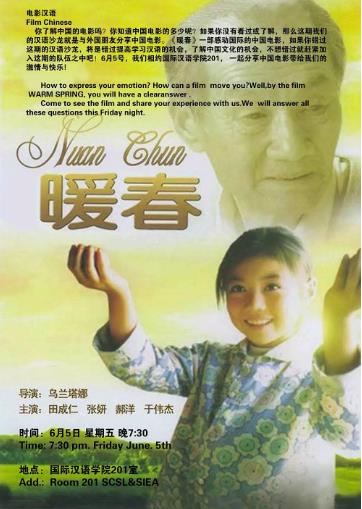 电影汉语
Film Chinese
你了解中国的电影吗？你知道中国电影的多少呢？如果你没有看过或了解，那么这期我们
的汉语沙龙就是与外国朋友分享中国电影。《暖春》一部感动国际的中国电影，如果你错过
这期的汉语沙龙，将是错过提高学习汉语的机会，了解中国文化的机会，不想错过就赶紧加
入这期的队伍之中吧！6月5号，我们相约国际汉语学院201，一起分享中国电影带给我们的
激情与快乐！
How to express your emotion? How can a film move you?Well,by the film
WARM SPRING, you will have a clearanswer .
Come to see the film and share your experience with us.We will answer all
these questions this Friday night.
Nuan Chun
暖春
导演：乌兰塔娜
主演：田成仁 张妍 郝洋 于伟杰
时间：6月5日 星期五 晚7:30
Time: 7:30 pm. Friday June. 5th
地点：国际汉语学院201室
Add.: Room 201 SCSL&SIEA